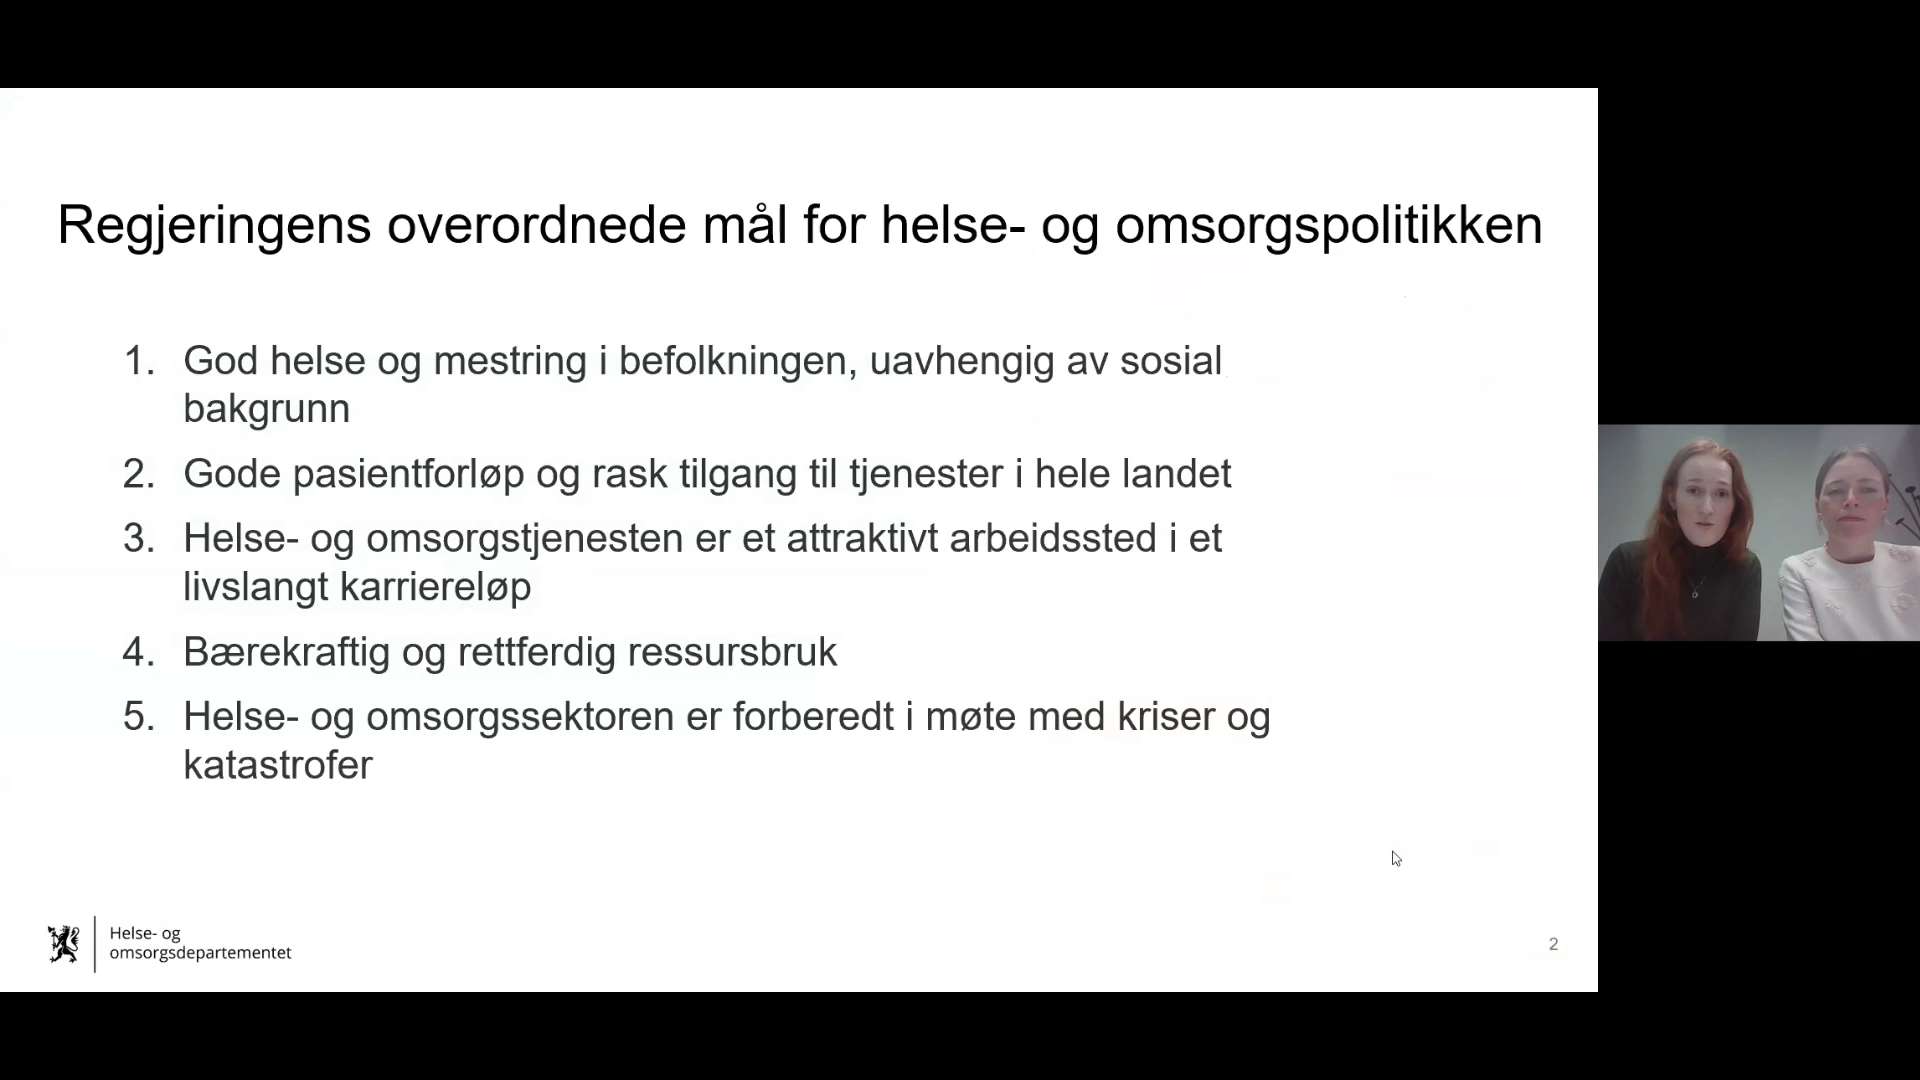 Regjeringens overordnede mål for helse- og omsorgspolitikken
1. God helse og mestring i befolkningen, uavhengig av sosial
bakgrunn
2. Gode pasientforløp og rask tilgang til tjenester i hele landet
3. Helse- og omsorgstjenesten er et attraktivt arbeidssted i et
livslangt karriereløp
4. Bærekraftig og rettferdig ressursbruk
5. Helse- og omsorgssektoren er forberedt i møte med kriser og
katastrofer
Helse- og
omsorgsdepartementet
2